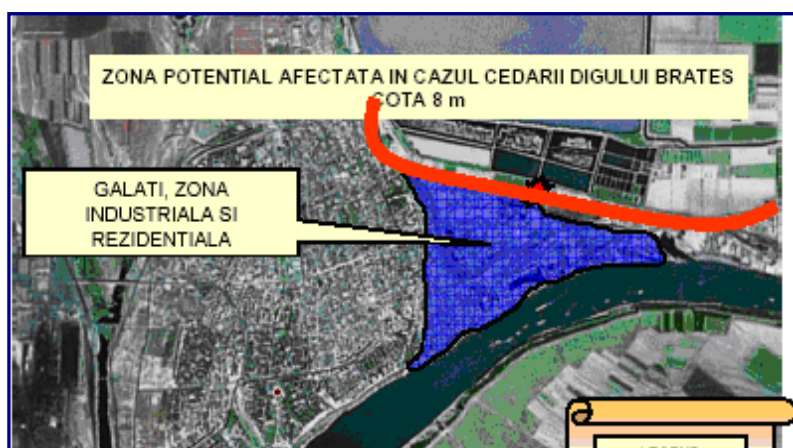 ZONA POTENTIAL AFECTATA IN CAZUL CEDARII DIGULUI BRATES
COTA 8 m
GALATI, ZONA
INDUSTRIALA SI
REZIDENTIALA